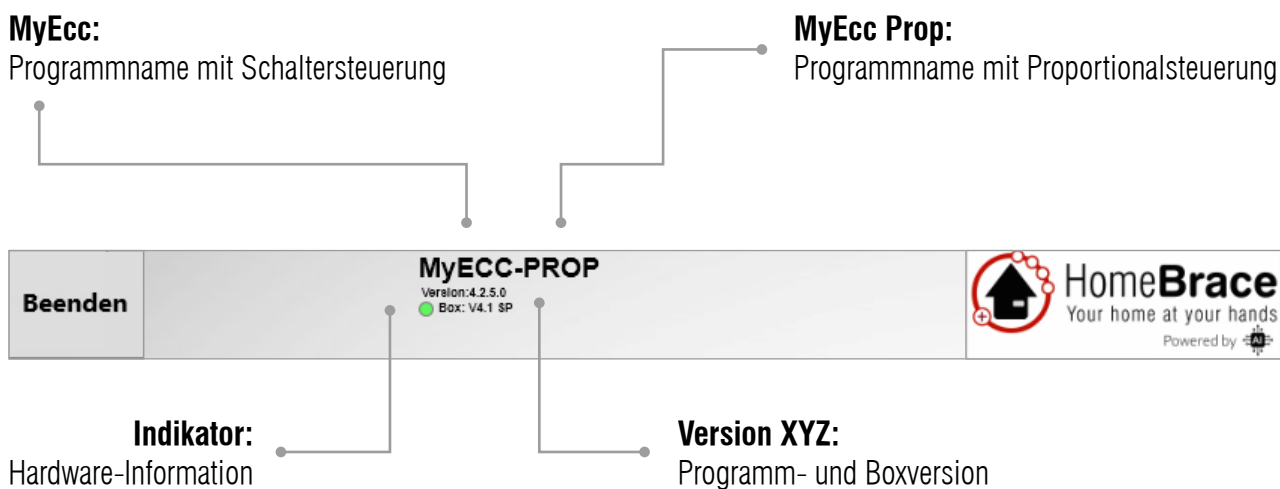 MyEcc:
Programmname mit Schaltersteuerung
MyEcc Prop:
Programmname mit Proportionalsteuerung
Beenden
MyECC-PROP
Version:4.2.5.0
Box: V4.1 SP
HomeBrace
Your home at your hands
Powered by AI
Indikator:
Hardware-Information
Version XYZ:
Programm- und Boxversion